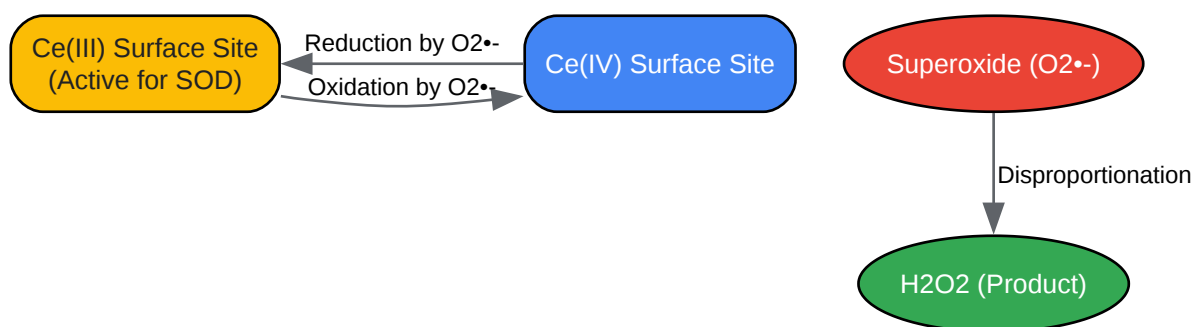 Ce(III) Surface Site
(Active for SOD)
Reduction by O2•-
Oxidation by O2•-
Ce(IV) Surface Site
Superoxide (O2•-)
Disproportionation
H2O2 (Product)